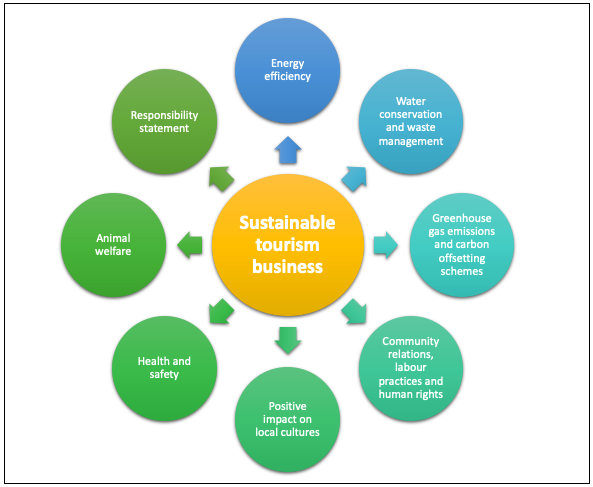 Energy
efficiency
Water
conservation
and waste
management
Greenhouse
gas emissions
and carbon
offsetting
schemes
Community
relations,
labour
practices and
human rights
Positive
impact on
local cultures
Health and
safety
Animal
welfare
Responsibility
statement
Sustainable
tourism
business